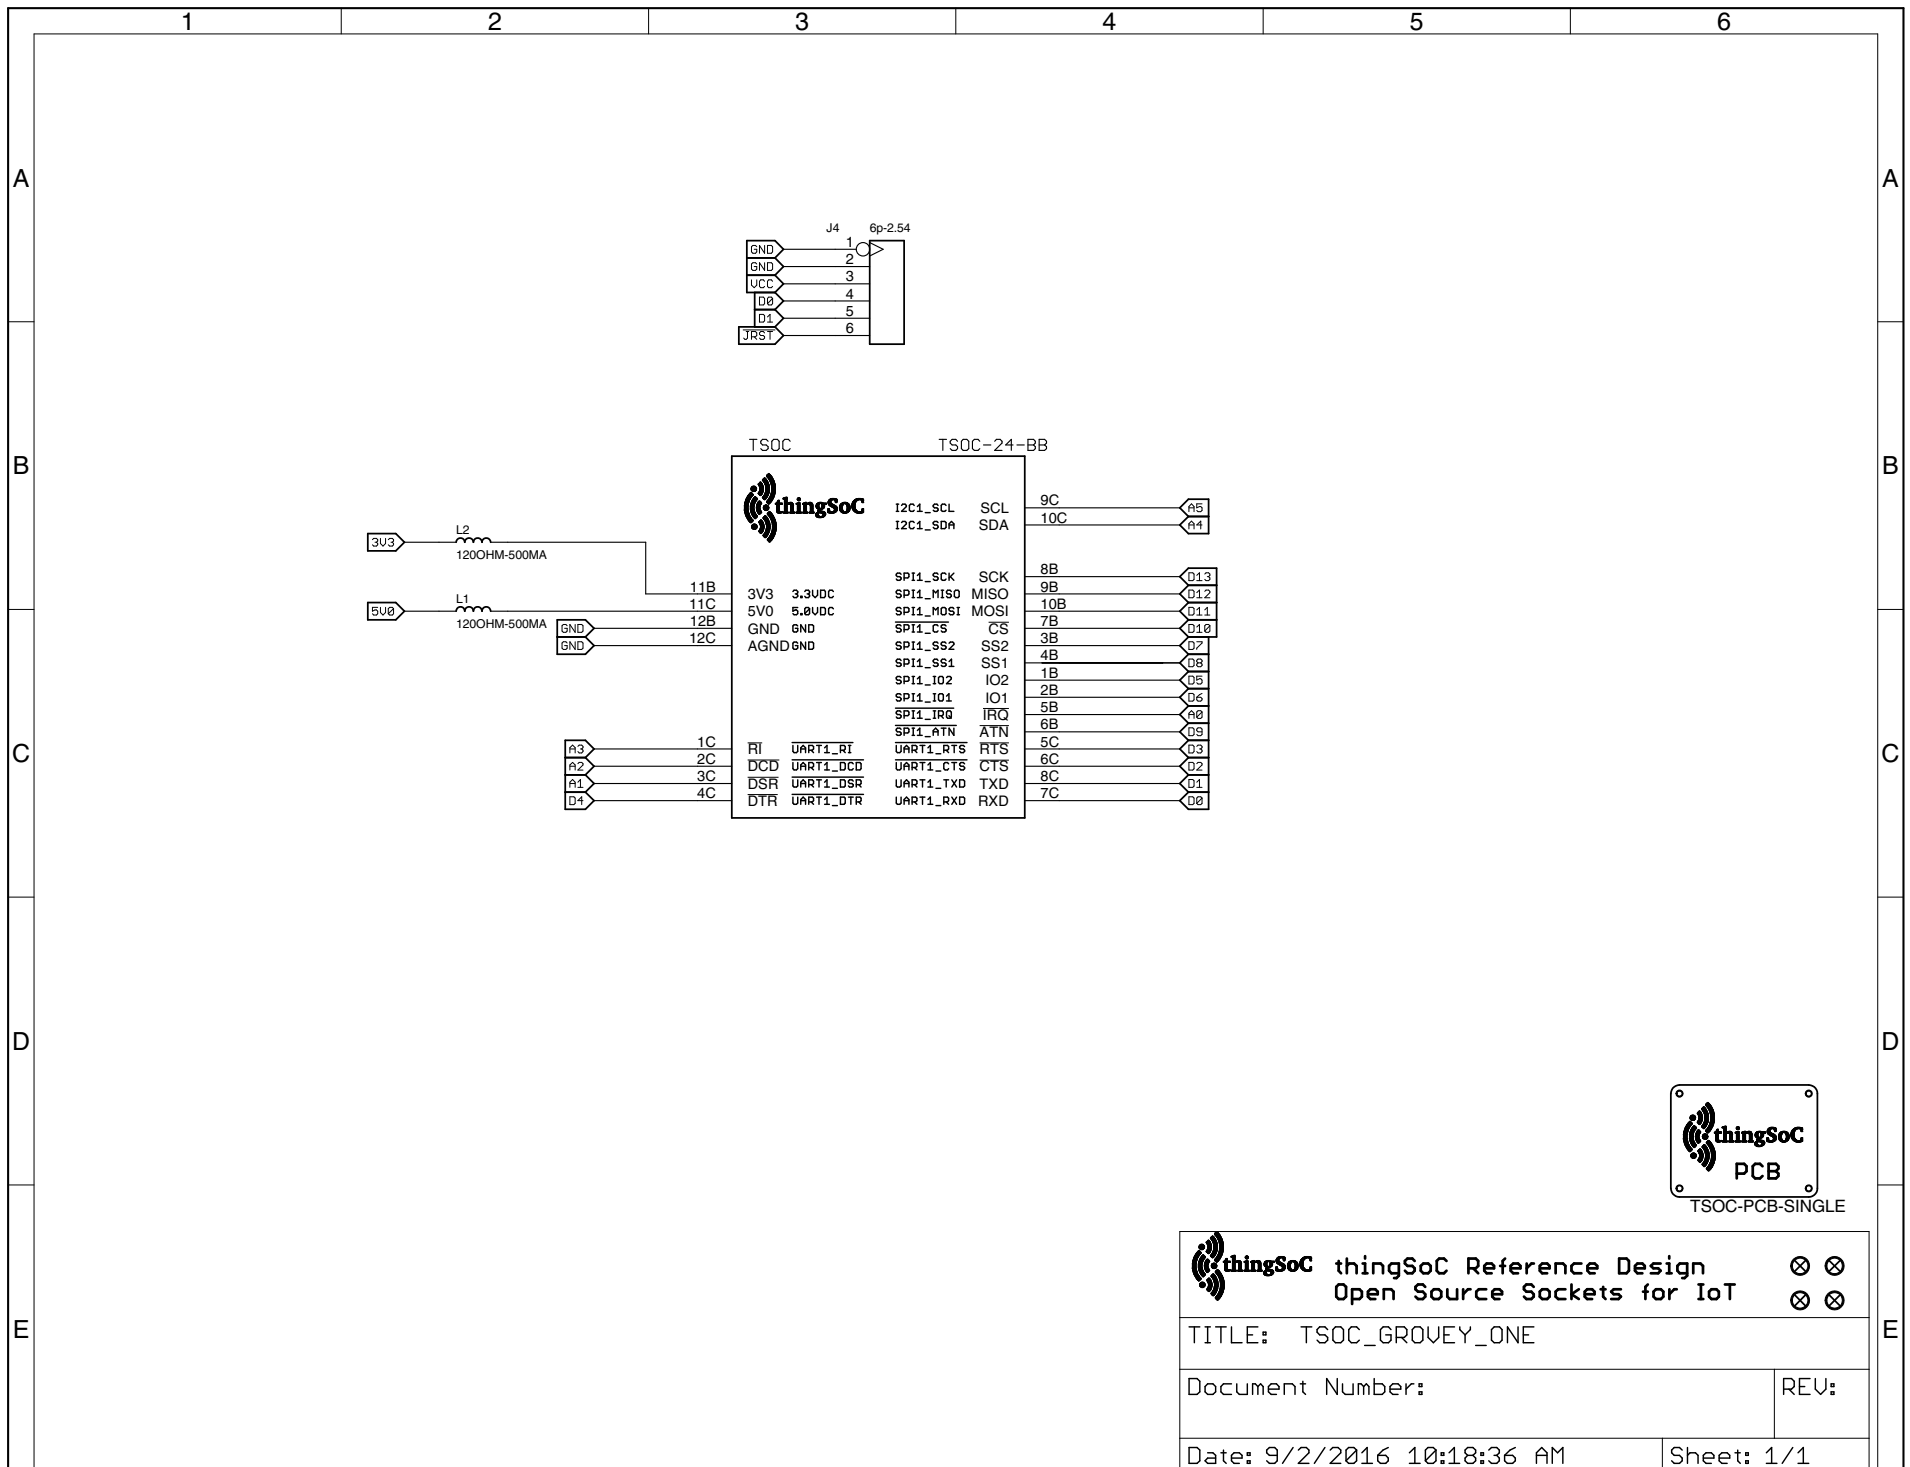 1 2 3 4 5 6
A A
J4 6p-2.54
GND 1
GND 2
VCC 3
D0 4
D1 5
JRST 6
B B
TSOC TSOC-24-BB
thingSoC
I2C1_SCL SCL 9C A5
I2C1_SDA SDA 10C A4
3V3 L2
120OHM-500MA
SPI1_SCK SCK 8B D13
11B 3V3 3.3VDC SPI1_MISO MISO 9B D12
5V0 L1 11C 5V0 5.0VDC SPI1_MOSI MOSI 10B D11
120OHM-500MA
GND 12B GND GND SPI1_CS CS 7B D10
GND 12C AGND GND SPI1_SS2 SS2 3B D7
SPI1_SS1 SS1 4B D8
SPI1_IO2 IO2 1B D5
SPI1_IO1 IO1 2B D6
SPI1_IRQ IRQ 5B A0
SPI1_ATN ATN 6B D9
C A3 1C RI UART1_RI UART1_RTS RTS 5C D3 C
A2 2C DCD UART1_DCD UART1_CTS CTS 6C D2
A1 3C DSR UART1_DSR UART1_TXD TXD 8C D1
D4 4C DTR UART1_DTR UART1_RXD RXD 7C D0
D D
thingSoC
PCB
TSOC-PCB-SINGLE
thingSoC thingSoC Reference Design
Open Source Sockets for IoT
E E
TITLE: TSOC_GROVEY_ONE
Document Number: REV:
Date: 9/2/2016 10:18:36 AM Sheet: 1/1